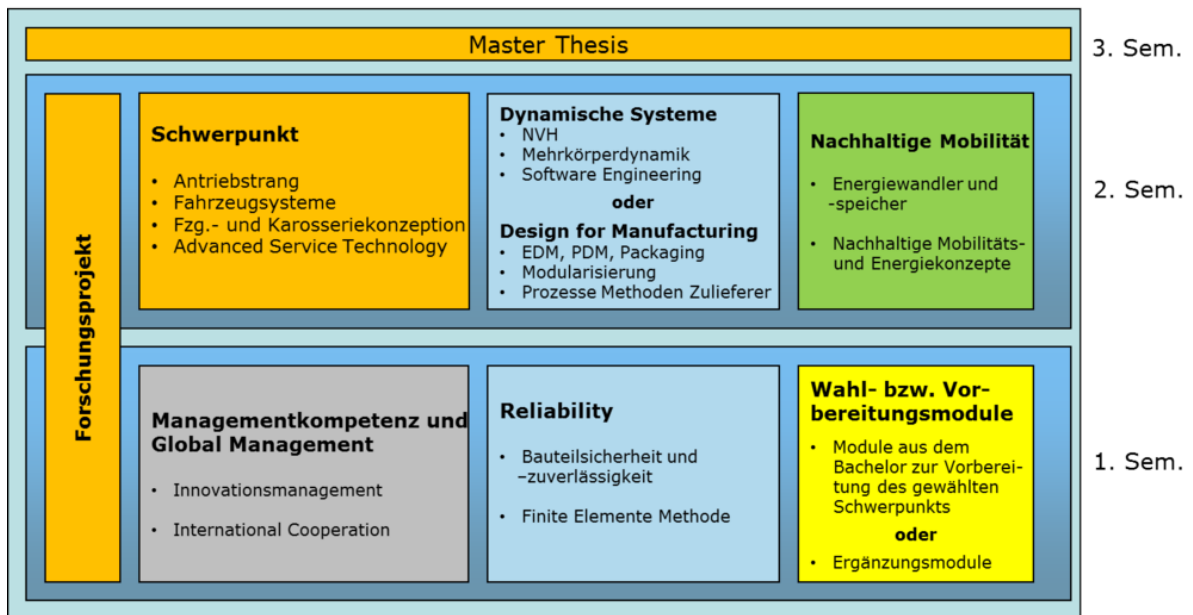 Master Thesis
3. Sem.
Forschungsprojekt
Schwerpunkt
• Antriebstrang
• Fahrzeugsysteme
• Fzg.- und Karosseriekonzeption
• Advanced Service Technology
Dynamische Systeme
• NVH
• Mehrkörperdynamik
• Software Engineering
oder
Design for Manufacturing
• EDM, PDM, Packaging
• Modularisierung
• Prozesse Methoden Zulieferer
Nachhaltige Mobilität
• Energiewandler und
-speicher
• Nachhaltige Mobilitäts-
und Energiekonzepte
2. Sem.
Managementkompetenz und
Global Management
• Innovationsmanagement
• International Cooperation
Reliability
• Bauteilsicherheit und
–zuverlässigkeit
• Finite Elemente Methode
Wahl- bzw. Vor-
bereitungsmodule
• Module aus dem
Bachelor zur Vorberei-
tung des gewählten
Schwerpunkts
oder
• Ergänzungsmodule
1. Sem.